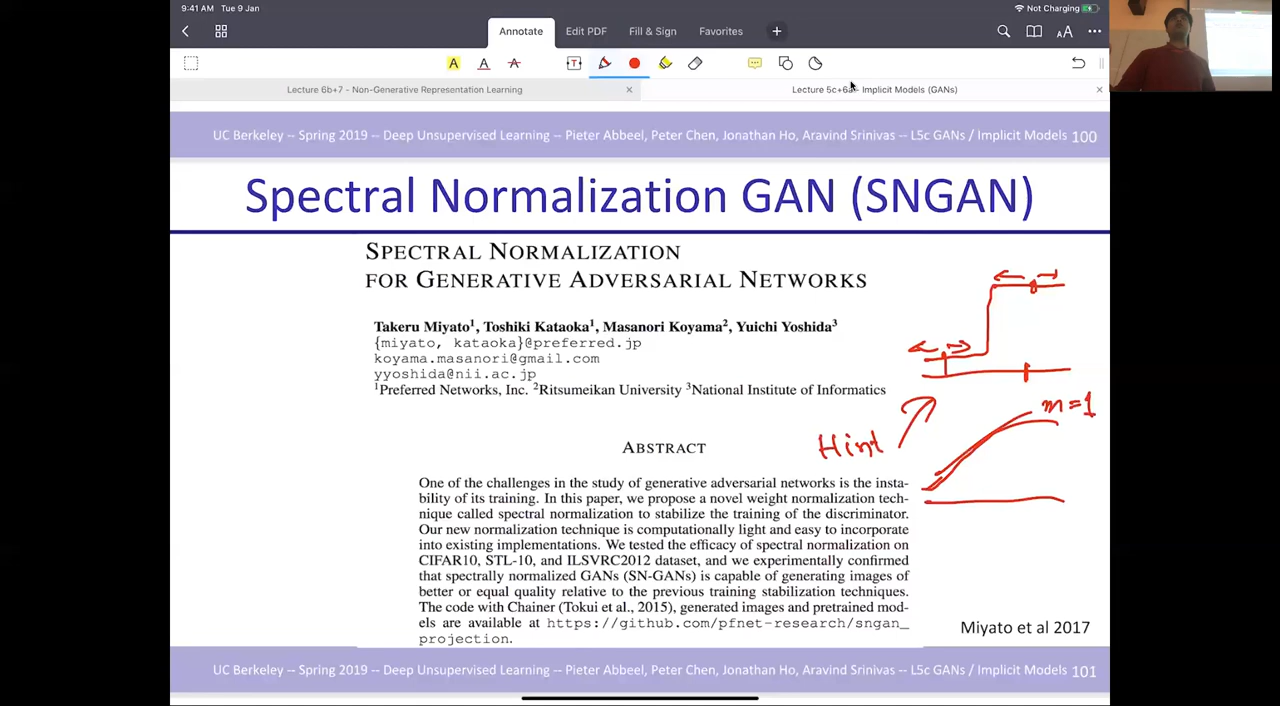 9:41 AM Tue 9 Jan
Not Charging
Annotate
Edit PDF
Fill & Sign
Favorites
+
AA
A A A T
Lecture 6b+7 - Non-Generative Representation Learning ×
Lecture 5c+6a - Implicit Models (GANs) ×
UC Berkeley -- Spring 2019 -- Deep Unsupervised Learning -- Pieter Abbeel, Peter Chen, Jonathan Ho, Aravind Srinivas -- L5c GANs / Implicit Models 100
Spectral Normalization GAN (SNGAN)
SPECTRAL NORMALIZATION
FOR GENERATIVE ADVERSARIAL NETWORKS
Takeru Miyato¹, Toshiki Kataoka¹, Masanori Koyama², Yuichi Yoshida³
{miyato, kataoka}@preferred.jp
koyama.masanori@gmail.com
yyoshida@nii.ac.jp
¹Preferred Networks, Inc. ²Ritsumeikan University ³National Institute of Informatics
m=1
Hint
ABSTRACT
One of the challenges in the study of generative adversarial networks is the insta-
bility of its training. In this paper, we propose a novel weight normalization tech-
nique called spectral normalization to stabilize the training of the discriminator.
Our new normalization technique is computationally light and easy to incorporate
into existing implementations. We tested the efficacy of spectral normalization on
CIFAR10, STL-10, and ILSVRC2012 dataset, and we experimentally confirmed
that spectrally normalized GANs (SN-GANs) is capable of generating images of
better or equal quality relative to the previous training stabilization techniques.
The code with Chainer (Tokui et al., 2015), generated images and pretrained mod-
els are available at https://github.com/pfnet-research/sngan_
projection.
Miyato et al 2017
UC Berkeley -- Spring 2019 -- Deep Unsupervised Learning -- Pieter Abbeel, Peter Chen, Jonathan Ho, Aravind Srinivas -- L5c GANs / Implicit Models 101